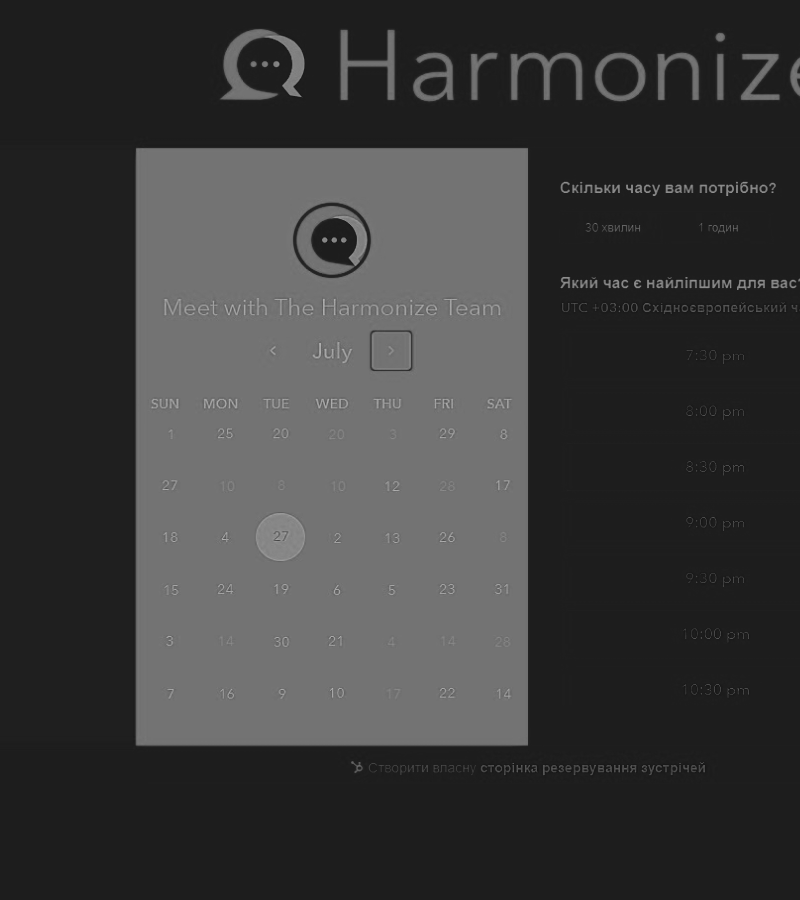 Harmonize
Meet with The Harmonize Team
July
SUN MON TUE WED THU FRI SAT
1 25 20 20 3 29 8
27 10 8 10 12 28 17
18 4 27 2 13 26 8
15 24 19 6 5 23 31
3 14 30 21 4 14 28
7 16 9 10 17 22 14
Скільки часу вам потрібно?
30 хвилин 1 годин
Який час є найліпшим для вас?
UTC +03:00 Східноєвропейський ч
7:30 pm
8:00 pm
8:30 pm
9:00 pm
9:30 pm
10:00 pm
10:30 pm
Створити власну сторінка резервування зустрічей